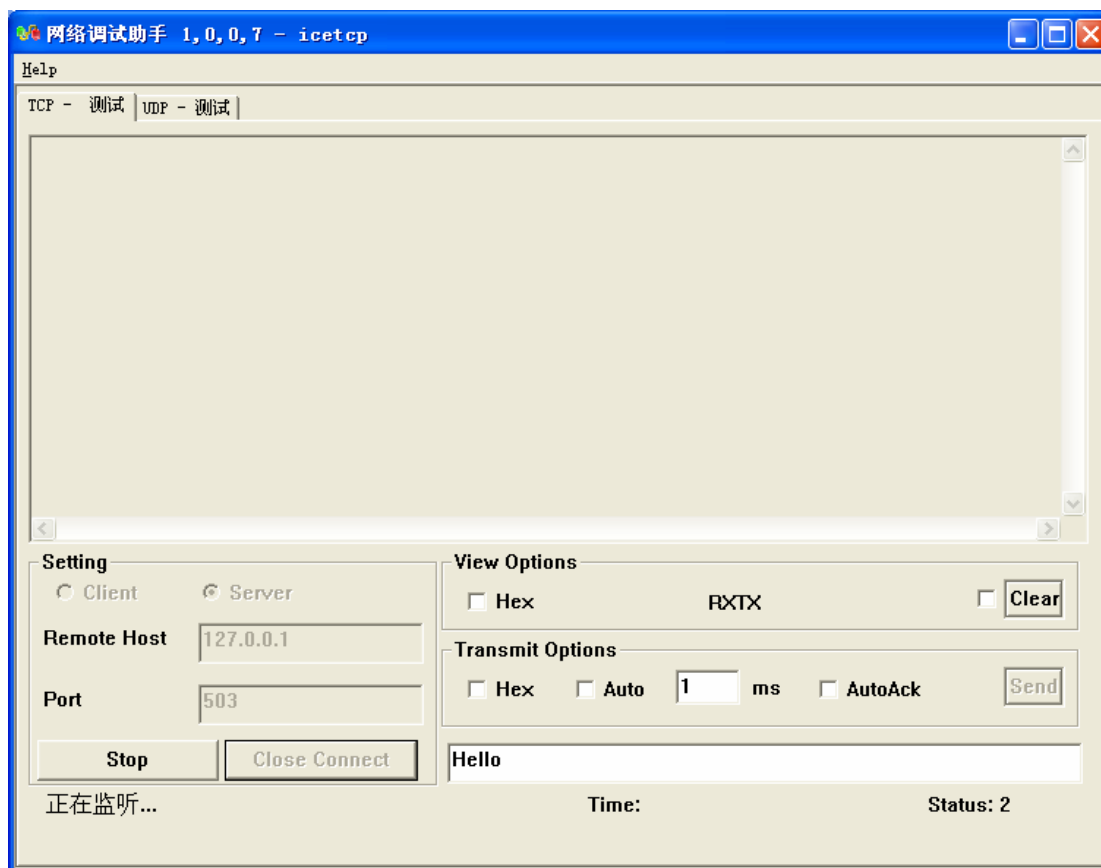 网络调试助手 1,0,0,7 - icetcp
Help
TCP - 测试 UDP - 测试
Setting
Client Server
Remote Host 127.0.0.1
Port 503
Stop Close Connect
正在监听...
View Options
Hex RXTX Clear
Transmit Options
Hex Auto 1 ms AutoAck Send
Hello
Time: Status: 2